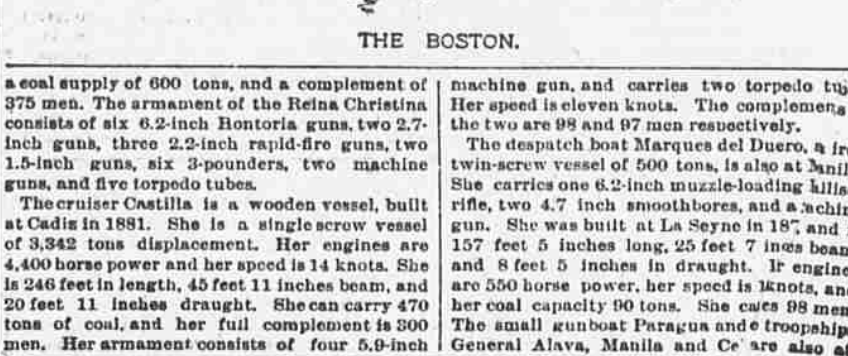 THE BOSTON.
a coal supply of 600 tons, and a complement of
375 men. The armament of the Reina Christina
consists of six 6.2-inch Hontoria guns, two 2.7-
inch guns, three 2.2-inch rapid-fire guns, two
1.5-inch guns, six 3-pounders, two machine
guns, and five torpedo tubes.
The cruiser Castilla is a wooden vessel, built
at Cadiz in 1881. She is a single screw vessel
of 3,342 tons displacement. Her engines are
4,400 horse power and her speed is 14 knots. She
is 246 feet in length, 45 feet 11 inches beam, and
20 feet 11 inches draught. She can carry 470
tons of coal, and her full complement is 300
men. Her armament consists of four 5.9-inch
machine gun, and carries two torpedo
Her speed is eleven knots. The
the two are 98 and 97 men respectively.
The despatch boat Marques del Duero, a
twin-screw vessel of 500 tons, is also at
She carries one 6.2-inch muzzle-loading
rifle, two 4.7 inch smoothbores, and a
gun. She was built at La Seyne in and
157 feet 5 inches long, 25 feet 7
and 8 feet 5 inches in draught.
are 550 horse power, her speed is
her coal capacity 90 tons. She 98 men
The small gunboat Paragua and
General Alava, Manila and are also